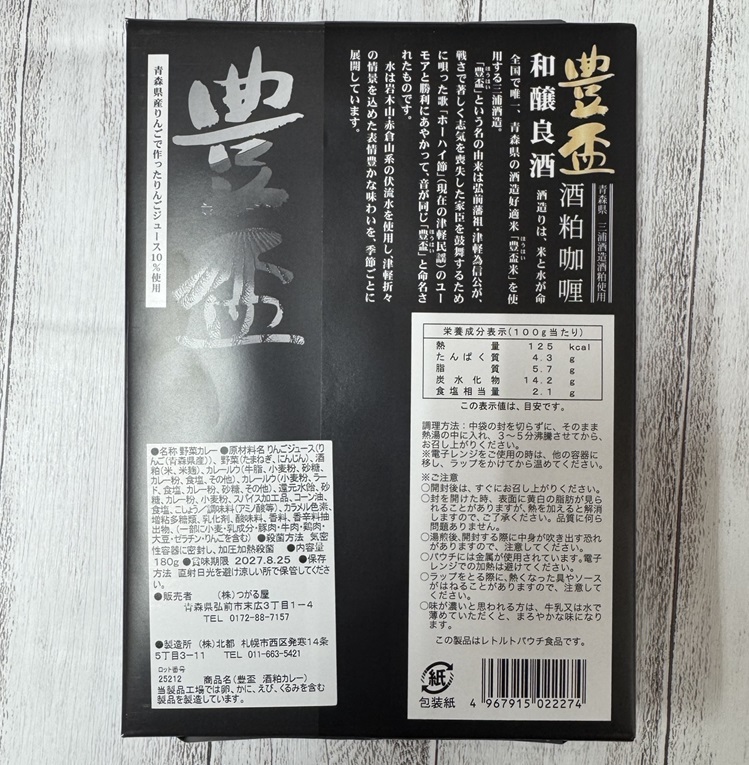 豊盃
青森県 三浦酒造酒粕使用
酒粕咖喱
和醸良酒
酒造りは、米と水が命
全国で唯一、青森県の酒造好適米「豊盃米」を使
用する三浦酒造。
「豊盃」という名の由来は弘前藩祖・津軽為信公が、
戦さで著しく志気を喪失した家臣を鼓舞するため
に唄った歌「ホーハイ節」(現在の津軽民謡)のユー
モアと勝利にあやかって、音が同じ「豊盃」と命名さ
れたものです。
水は岩木山・赤倉山系の伏流水を使用し、津軽折々
の情景を込めた表情豊かな味わいを、季節ごとに
展開しています。
豊盃
青森県産りんごで作ったりんごジュース10%使用
栄養成分表示(100g当たり)
熱量 125 kcal
たんぱく質 4.3 g
脂質 5.7 g
炭水化物 14.2 g
食塩相当量 2.1 g
この表示値は、目安です。
調理方法:中袋の封を切らずに、そのまま
熱湯の中に入れ、3〜5分沸騰させてから、
お召し上がりください。
※電子レンジをご使用の時は、他の容器に
移し、ラップをかけてから温めてください。
※ご注意
○開封後は、すぐにお召し上がりください。
○封を開けた時、表面に黄白の脂肪が見ら
れることがありますが、熱を加えると解消
しますので、ご了承ください。品質に何ら
問題ありません。
○湯煎後、開封する際に中身が吹き出す恐れ
がありますので、注意してください。
○パウチには金属が使用されています。電子
レンジでの加熱は避けてください。
○ラップをとる際に、熱くなった具やソース
がはねることがありますので、注意して
ください。
○味が濃いと思われる方は、牛乳又は水で
薄めていただくと、まろやかな味になり
ます。
この製品はレトルトパウチ食品です。
紙
包装紙
4 967915 022274
●名称 野菜カレー ●原材料名 りんごジュース(り
んご(青森県産))、野菜(たまねぎ、にんじん)、酒
粕(米、米麹)、カレールウ(牛脂、小麦粉、砂糖、
カレー粉、食塩、その他)、カレールウ(小麦粉、ラー
ド、食塩、カレー粉、砂糖、その他)、還元水飴、砂
糖、カレー粉、小麦粉、スパイス加工品、コーン油、
食塩、こしょう/調味料(アミノ酸等)、カラメル色素、
増粘多糖類、乳化剤、酸味料、香料、香辛料抽
出物、(一部に小麦・乳成分・豚肉・牛肉・鶏肉・
大豆・ゼラチン・りんごを含む) ●殺菌方法 気密
性容器に密封し、加圧加熱殺菌 ●内容量
180g ●賞味期限 2027.8.25 ●保存
方法 直射日光を避け涼しい所で保管してくださ
い。
●販売者 (株)つがる屋
青森県弘前市末広3丁目1−4
TEL 0172-88-7157
●製造所 (株)北都 札幌市西区発寒14条
5丁目3−11 TEL 011-663-5421
ロット番号
25212 商品名(豊盃 酒粕カレー)
当製品工場では卵、かに、えび、くるみを含む
製品を製造しています。